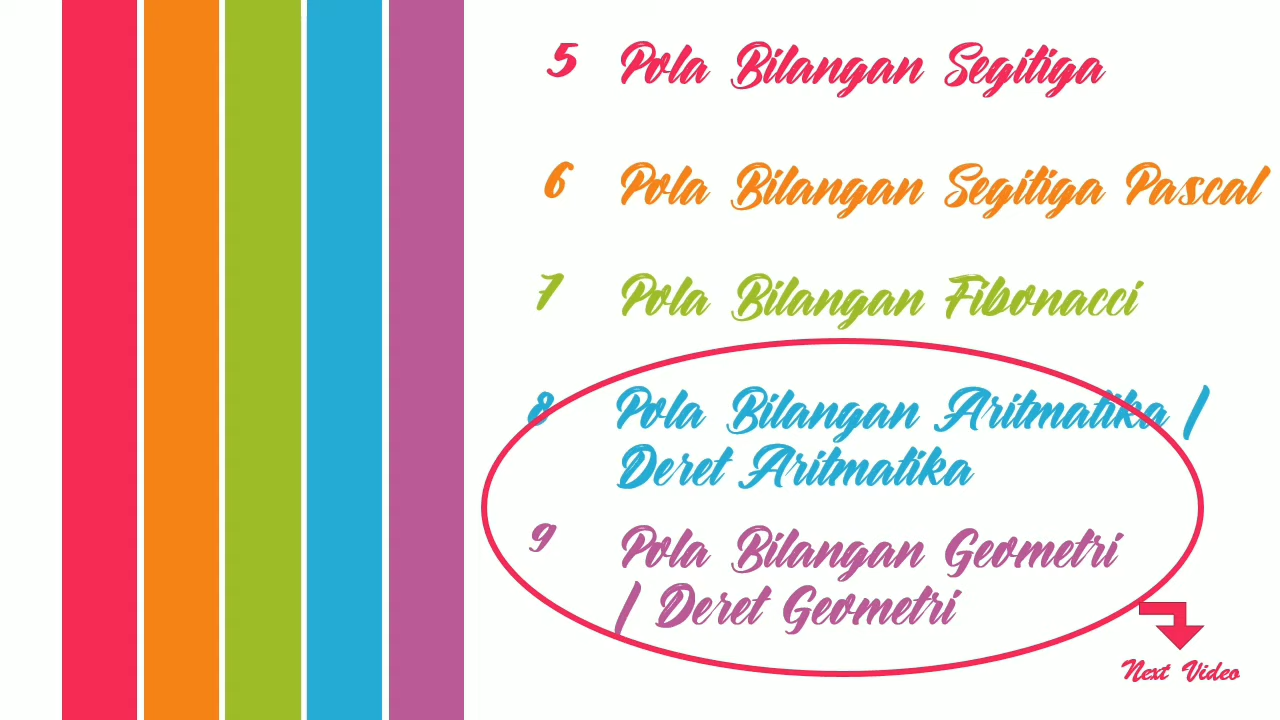 5 Pola Bilangan Segitiga
6 Pola Bilangan Segitiga Pascal
7 Pola Bilangan Fibonacci
8 Pola Bilangan Aritmatika /
Deret Aritmatika
9 Pola Bilangan Geometri
/ Deret Geometri
Next Video